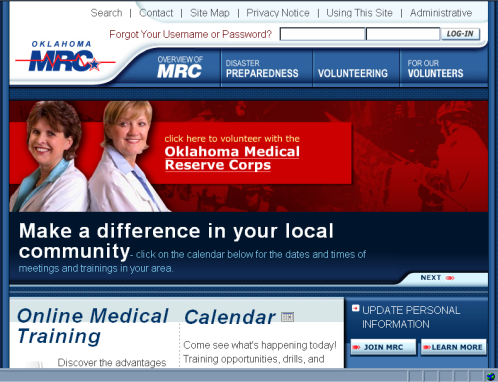 Search | Contact | Site Map | Privacy Notice | Using This Site | Administrative
Forgot Your Username or Password? LOG-IN
OKLAHOMA
MRC
OVERVIEW OF
MRC
DISASTER
PREPAREDNESS
VOLUNTEERING
FOR OUR
VOLUNTEERS
click here to volunteer with the
Oklahoma Medical
Reserve Corps
Make a difference in your local
community- click on the calendar below for the dates and times of
meetings and trainings in your area.
NEXT
Online Medical
Training
Discover the advantages
Calendar
Come see what's happening today!
Training opportunities, drills, and
UPDATE PERSONAL
INFORMATION
JOIN MRC
LEARN MORE